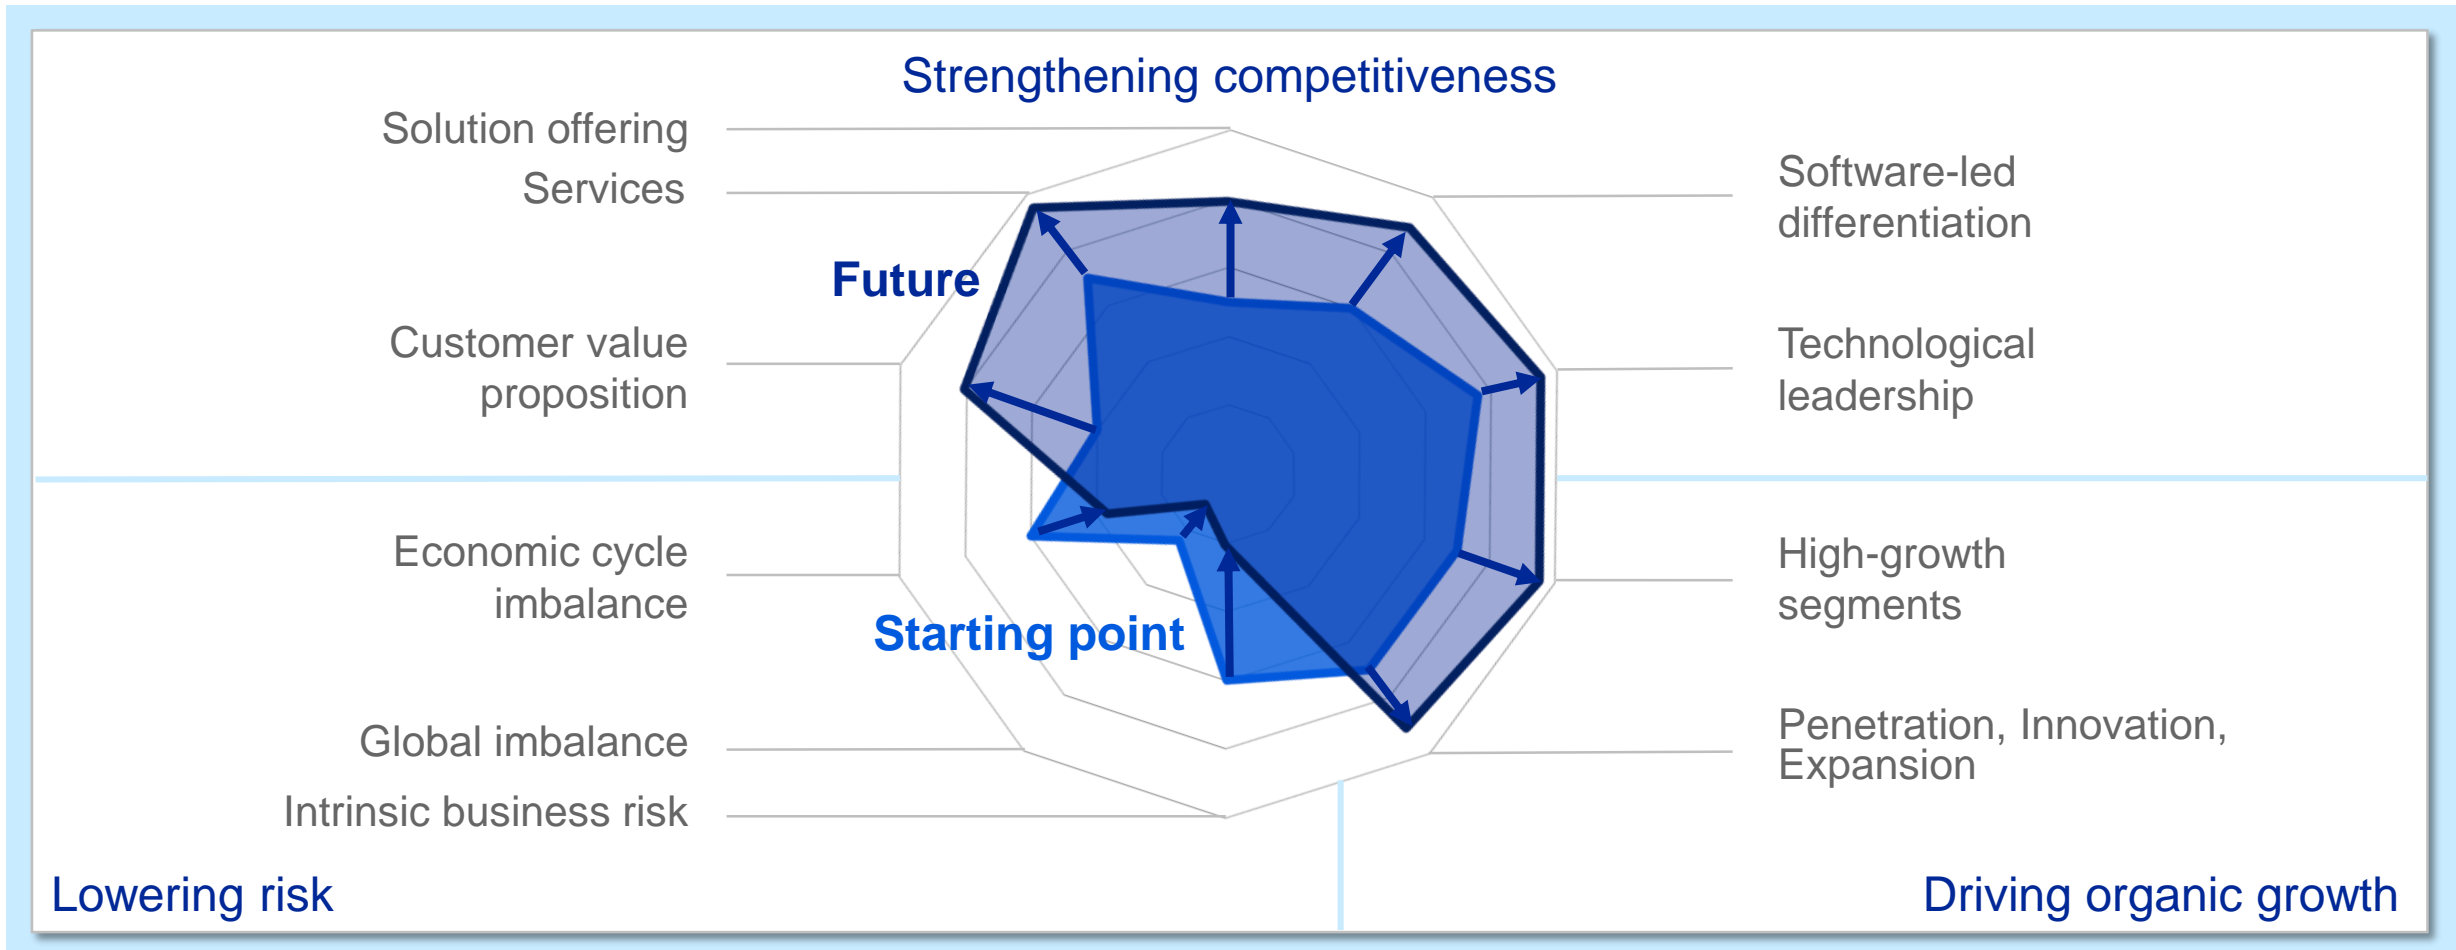 Strengthening competitiveness
Solution offering
Services
Customer value
proposition
Economic cycle
imbalance
Global imbalance
Intrinsic business risk
Future
Starting point
Software-led
differentiation
Technological
leadership
High-growth
segments
Penetration, Innovation,
Expansion
Lowering risk
Driving organic growth